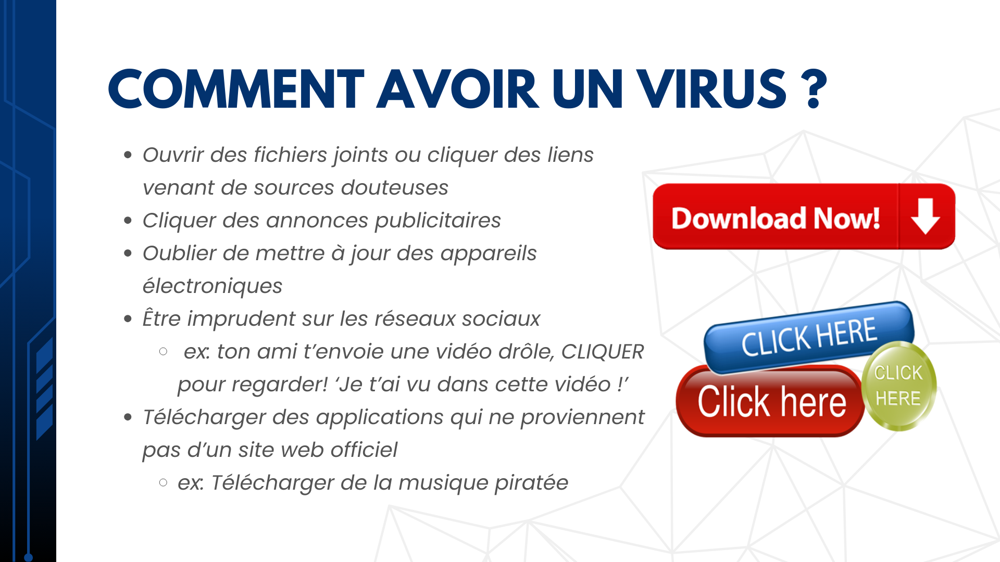 COMMENT AVOIR UN VIRUS ?
• Ouvrir des fichiers joints ou cliquer des liens
venant de sources douteuses
• Cliquer des annonces publicitaires
• Oublier de mettre à jour des appareils
électroniques
• Être imprudent sur les réseaux sociaux
◦ ex: ton ami t’envoie une vidéo drôle, CLIQUER
pour regarder! ‘Je t’ai vu dans cette vidéo !’
• Télécharger des applications qui ne proviennent
pas d’un site web officiel
◦ ex: Télécharger de la musique piratée
Download Now!
CLICK HERE
Click here
CLICK
HERE